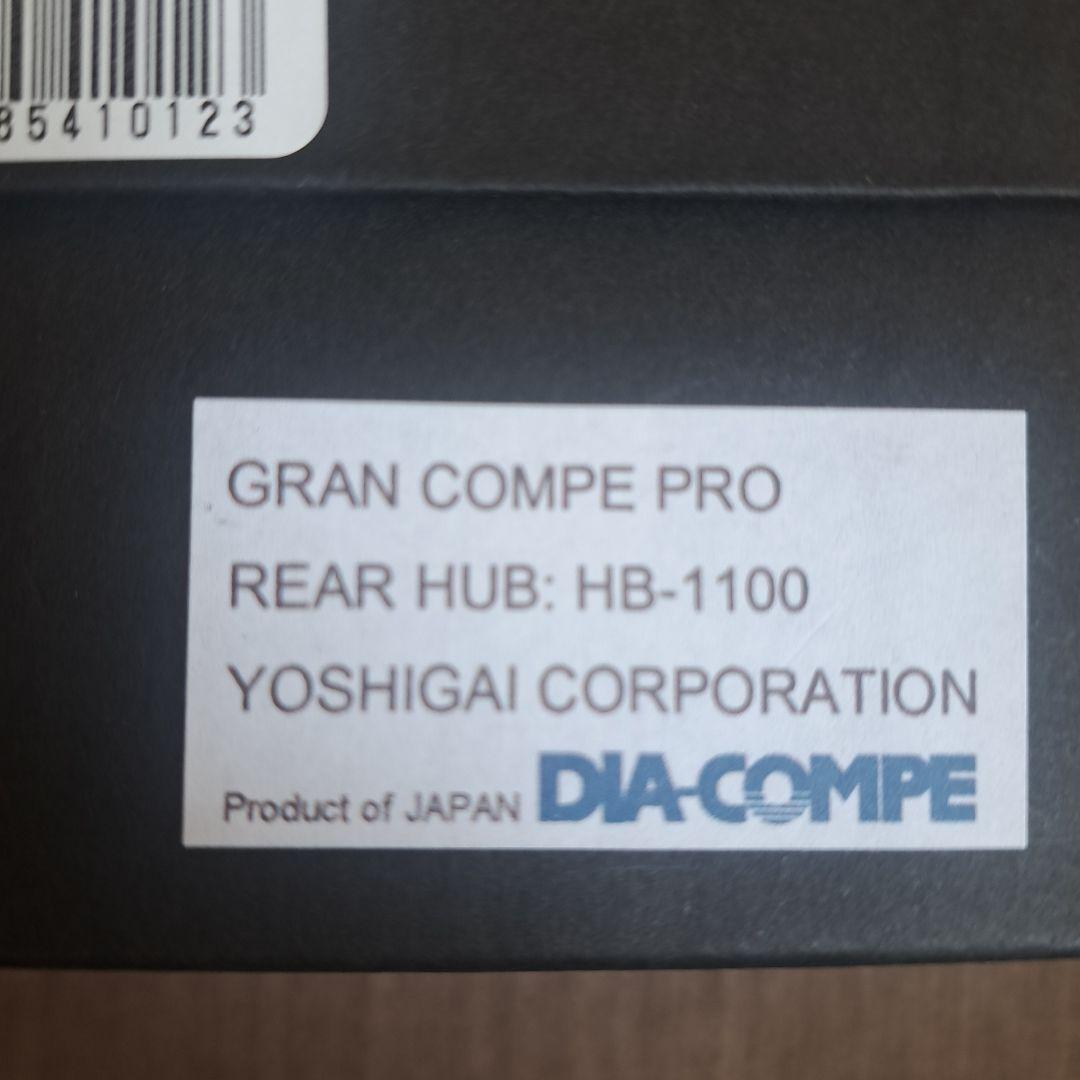 85410123
GRAN COMPE PRO
REAR HUB: HB-1100
YOSHIGAI CORPORATION
Product of JAPAN DIA-COMPE